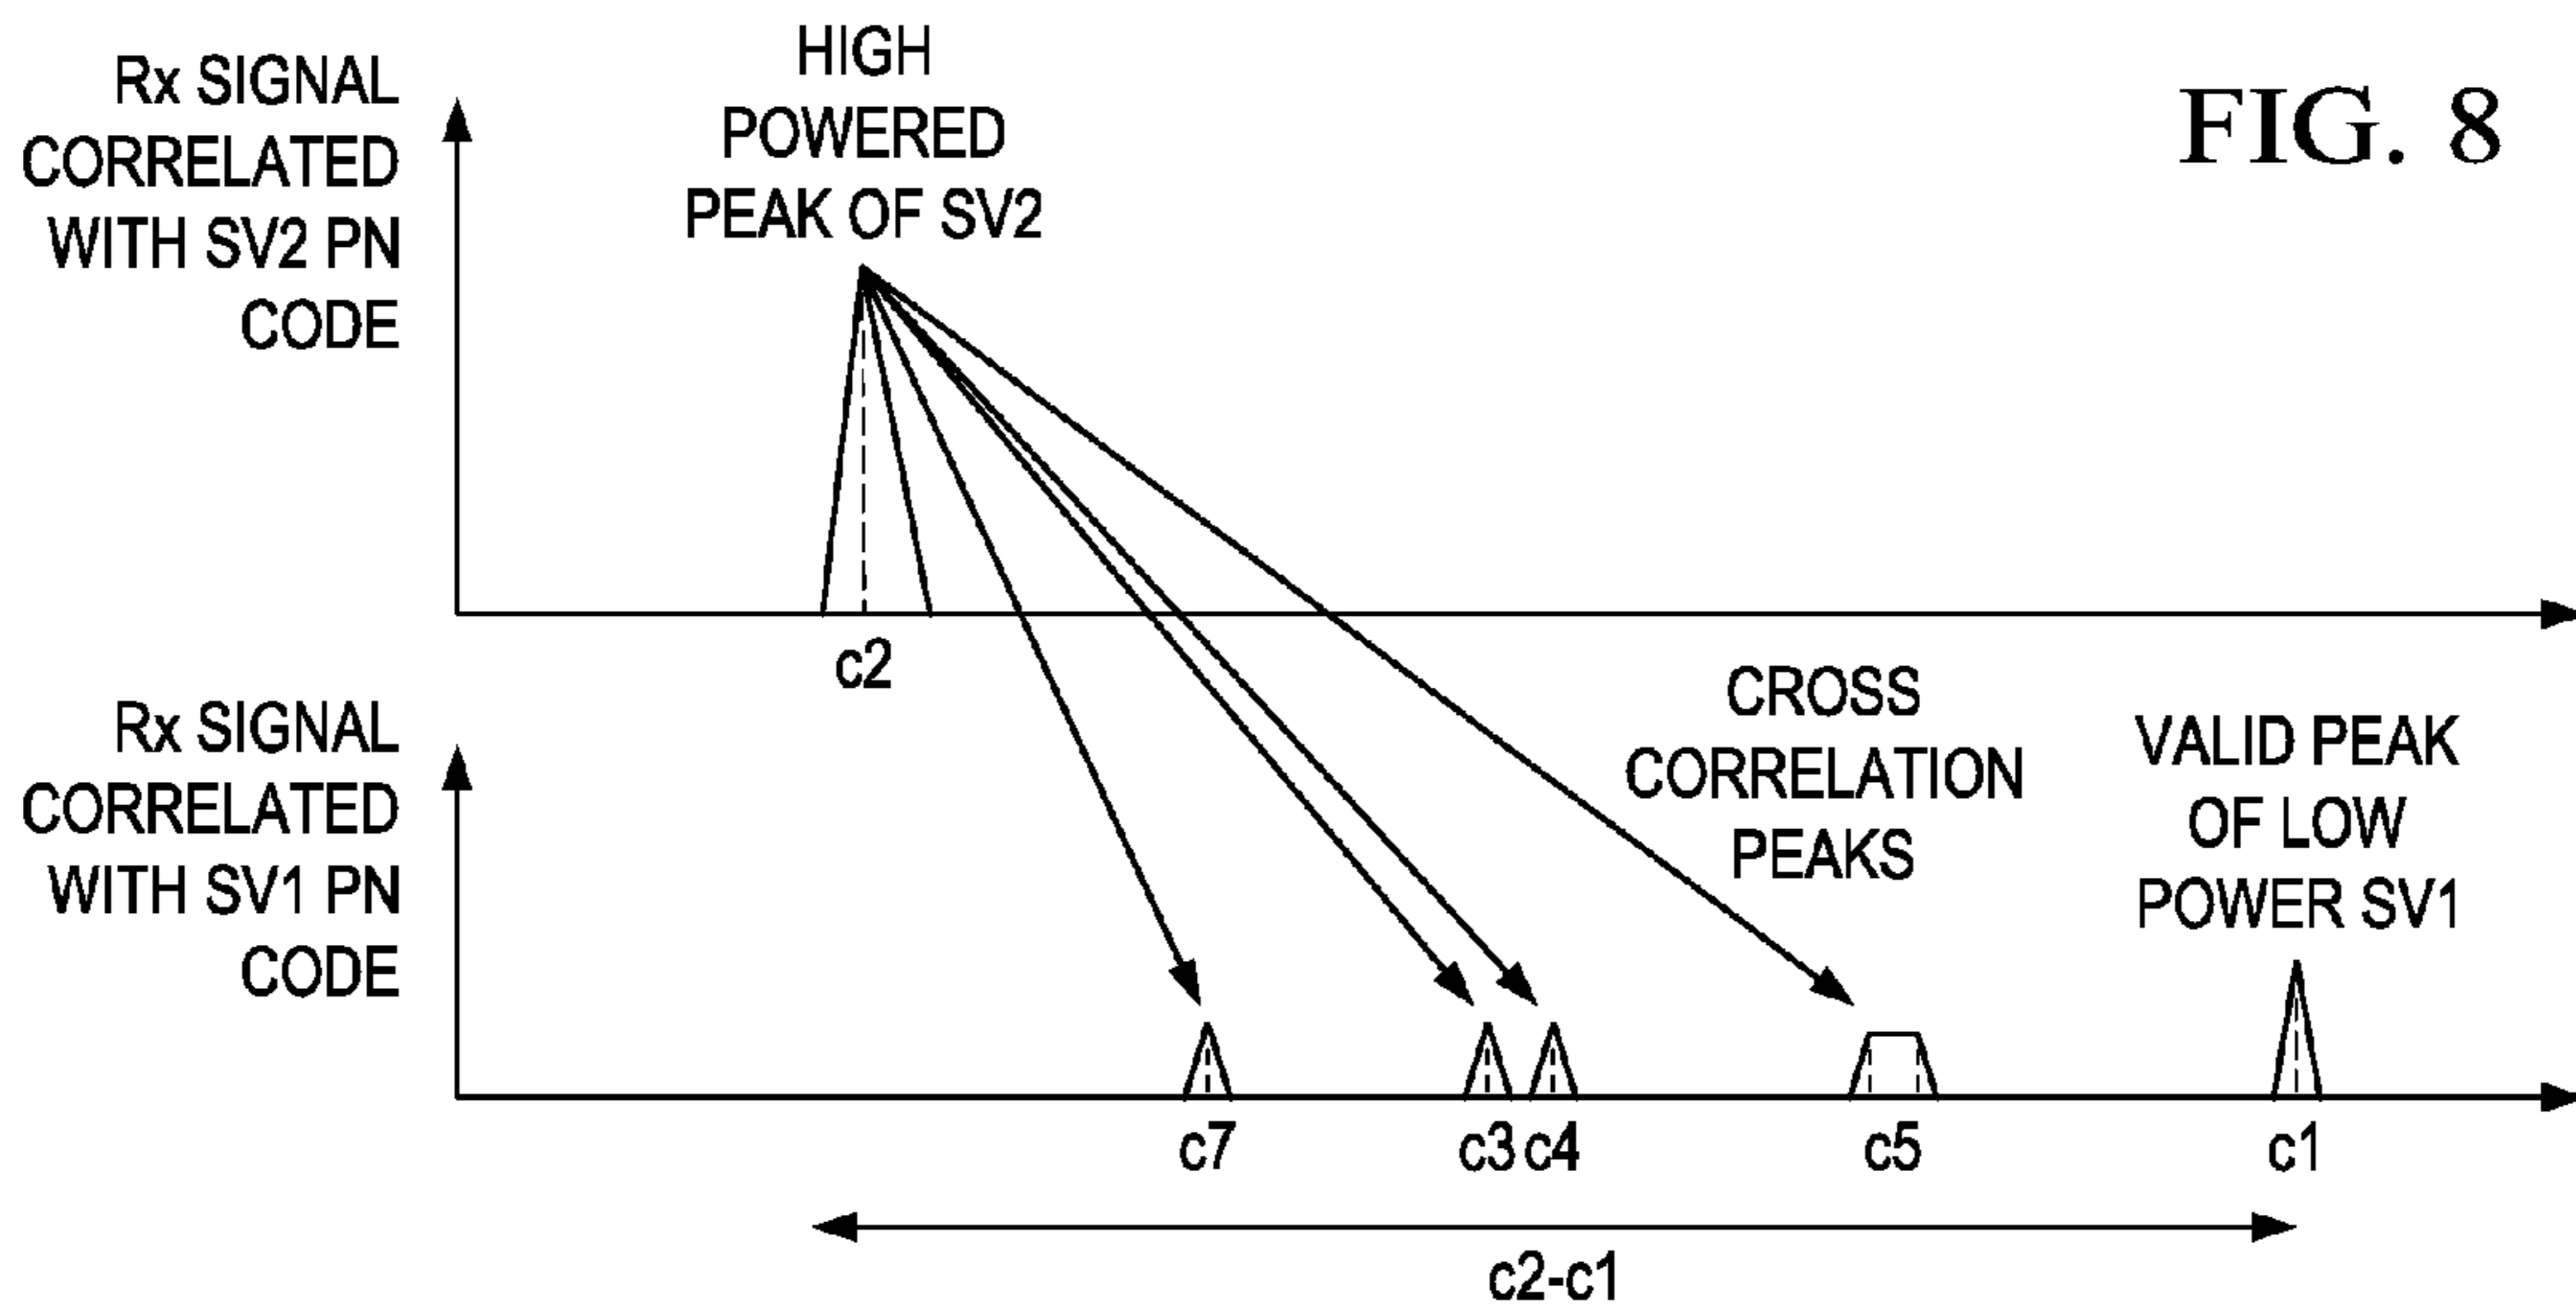 FIG. 8
Rx SIGNAL
CORRELATED
WITH SV2 PN
CODE
HIGH
POWERED
PEAK OF SV2
c2
Rx SIGNAL
CORRELATED
WITH SV1 PN
CODE
CROSS
CORRELATION
PEAKS
VALID PEAK
OF LOW
POWER SV1
c7 c3 c4 c5 c1
c2-c1